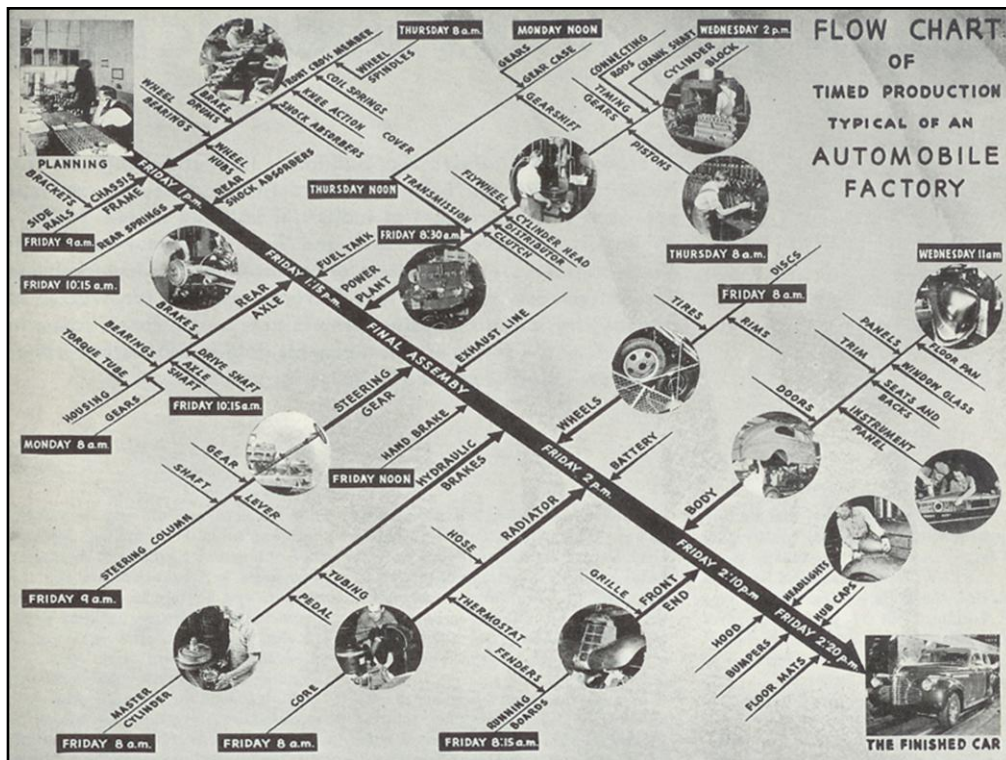 FLOW CHART
OF
TIMED PRODUCTION
TYPICAL OF AN
AUTOMOBILE
FACTORY
PLANNING
THURSDAY 8 a.m.
MONDAY NOON
WEDNESDAY 2 p.m.
WHEEL
BEARINGS
BRAKE
DRUMS
FRONT CROSS MEMBER
WHEEL
SPINDLES
COIL SPRINGS
KNEE ACTION
SHOCK ABSORBERS
WHEEL
HUBS
REAR
SHOCK ABSORBERS
GEARS
GEAR CASE
GEARSHIFT
COVER
THURSDAY NOON
TRANSMISSION
CONNECTING
RODS
CRANK SHAFT
CYLINDER
BLOCK
TIMING
GEARS
PISTONS
THURSDAY 8 a.m.
FLYWHEEL
CYLINDER HEAD
DISTRIBUTOR
CLUTCH
FRIDAY 8:30 a.m.
POWER
PLANT
FUEL TANK
FRIDAY 1 p.m.
BRACKETS
SIDE
RAILS
CHASSIS
FRAME
FRIDAY 9 a.m.
REAR SPRINGS
FRIDAY 10:15 a.m.
REAR
AXLE
FRIDAY 1:15 p.m.
BRAKES
BEARINGS
TORQUE TUBE
HOUSING
GEARS
DRIVE SHAFT
AXLE
SHAFT
FRIDAY 10:15 a.m.
MONDAY 8 a.m.
FINAL ASSEMBY
EXHAUST LINE
STEERING
GEAR
GEAR
SHAFT
LEVER
STEERING COLUMN
FRIDAY 9 a.m.
HAND BRAKE
FRIDAY NOON
HYDRAULIC
BRAKES
TUBING
PEDAL
MASTER
CYLINDER
FRIDAY 8 a.m.
DISCS
FRIDAY 8 a.m.
TIRES
RIMS
WHEELS
FRIDAY 2 p.m.
BATTERY
RADIATOR
HOSE
THERMOSTAT
CORE
FRIDAY 8 a.m.
WEDNESDAY 11 am
PANELS
FLOOR PAN
TRIM
WINDOW GLASS
SEATS AND
BACKS
DOORS
INSTRUMENT
PANEL
BODY
FRIDAY 2:10 p.m.
GRILLE
FRONT
END
FENDERS
RUNNING
BOARDS
FRIDAY 8:15 a.m.
HEADLIGHTS
HUB CAPS
HOOD
BUMPERS
FLOOR MATS
FRIDAY 2:20 p.m.
THE FINISHED CAR